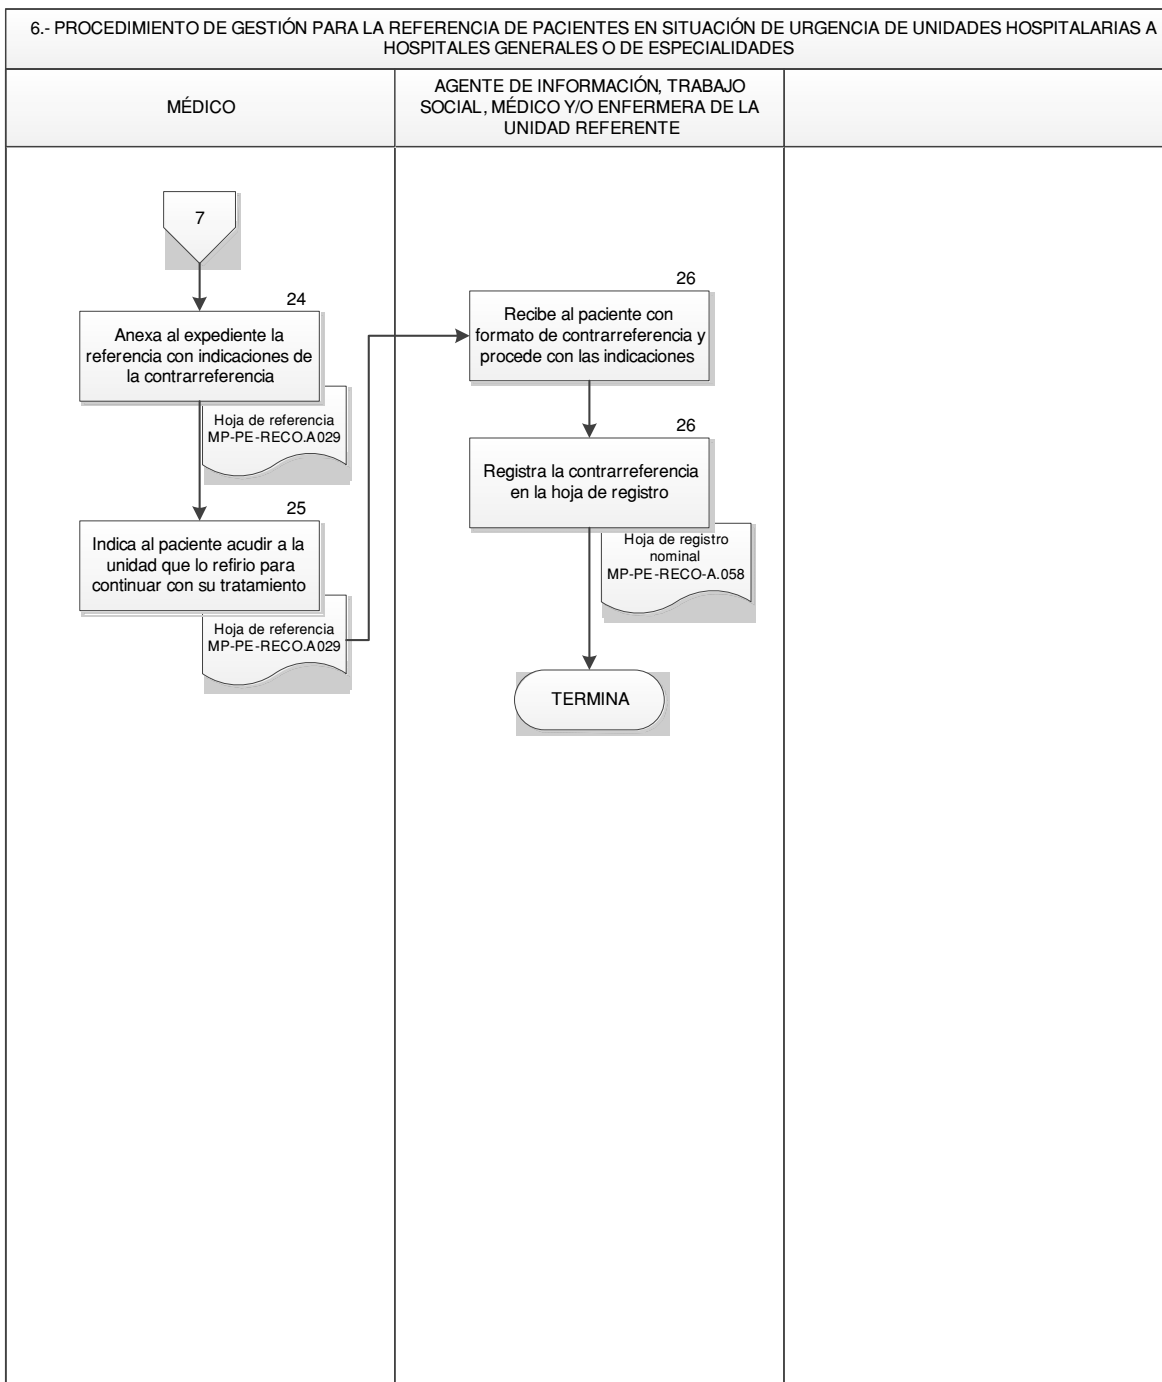 6.- PROCEDIMIENTO DE GESTIÓN PARA LA REFERENCIA DE PACIENTES EN SITUACIÓN DE URGENCIA DE UNIDADES HOSPITALARIAS A
HOSPITALES GENERALES O DE ESPECIALIDADES
MÉDICO
AGENTE DE INFORMACIÓN, TRABAJO
SOCIAL, MÉDICO Y/O ENFERMERA DE LA
UNIDAD REFERENTE
7
24
Anexa al expediente la
referencia con indicaciones de
la contrarreferencia
Hoja de referencia
MP-PE-RECO.A029
25
Indica al paciente acudir a la
unidad que lo refirio para
continuar con su tratamiento
Hoja de referencia
MP-PE-RECO.A029
26
Recibe al paciente con
formato de contrarreferencia y
procede con las indicaciones
26
Registra la contrarreferencia
en la hoja de registro
Hoja de registro
nominal
MP-PE-RECO-A.058
TERMINA